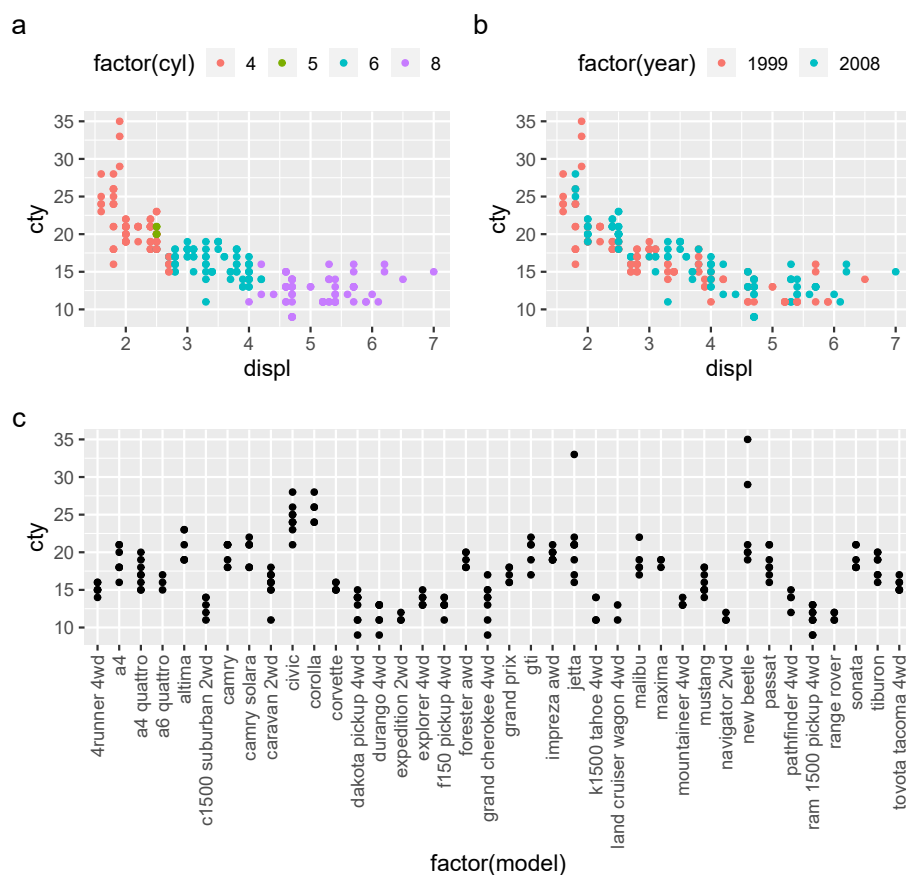 a
b
factor(cyl) 4 5 6 8
factor(year) 1999 2008
35
30
25
20
15
10
cty
2 3 4 5 6 7
displ
35
30
25
20
15
10
cty
2 3 4 5 6 7
displ
c
35
30
25
20
15
10
cty
4runner 4wd
a4
a4 quattro
a6 quattro
altima
c1500 suburban 2wd
camry
camry solara
caravan 2wd
civic
corolla
corvette
dakota pickup 4wd
durango 4wd
expedition 2wd
explorer 4wd
f150 pickup 4wd
forester awd
grand cherokee 4wd
grand prix
gti
impreza awd
jetta
k1500 tahoe 4wd
land cruiser wagon 4wd
malibu
maxima
mountaineer 4wd
mustang
navigator 2wd
new beetle
passat
pathfinder 4wd
ram 1500 pickup 4wd
range rover
sonata
tiburon
toyota tacoma 4wd
factor(model)